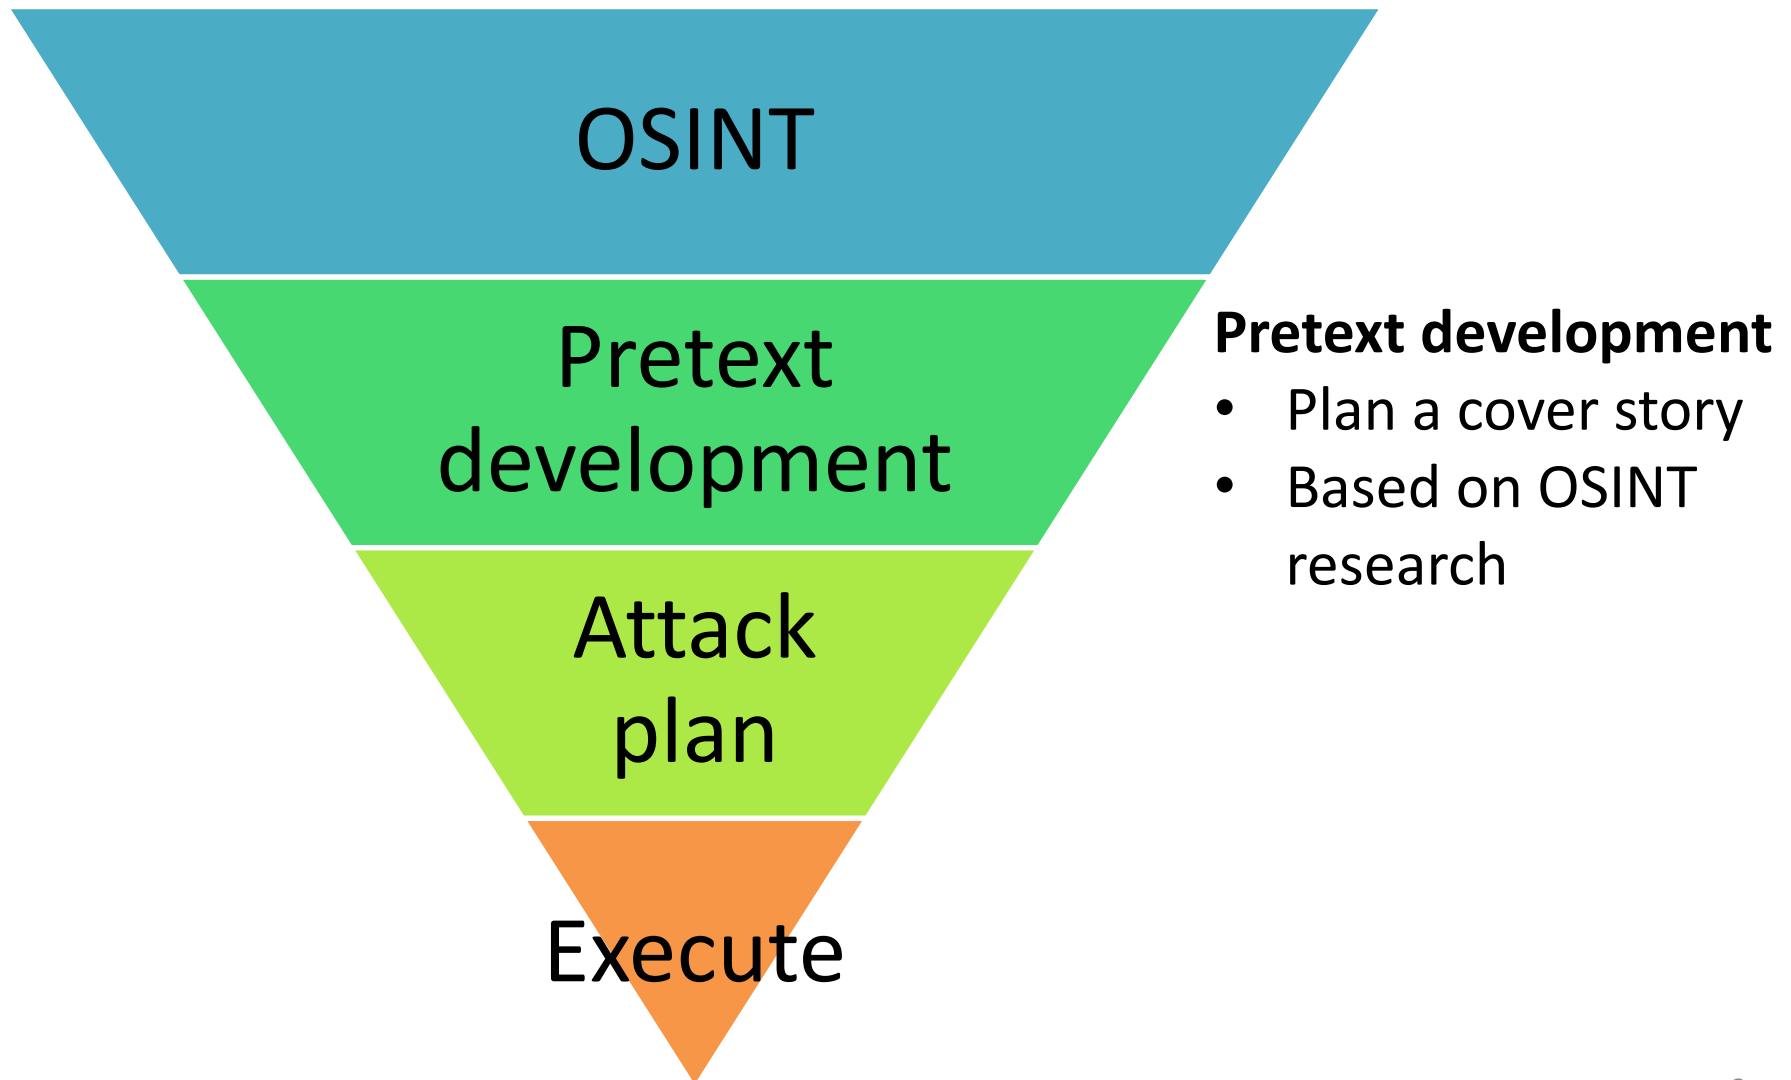 OSINT
Pretext
development
Pretext development
• Plan a cover story
• Based on OSINT
research
Attack
plan
Execute